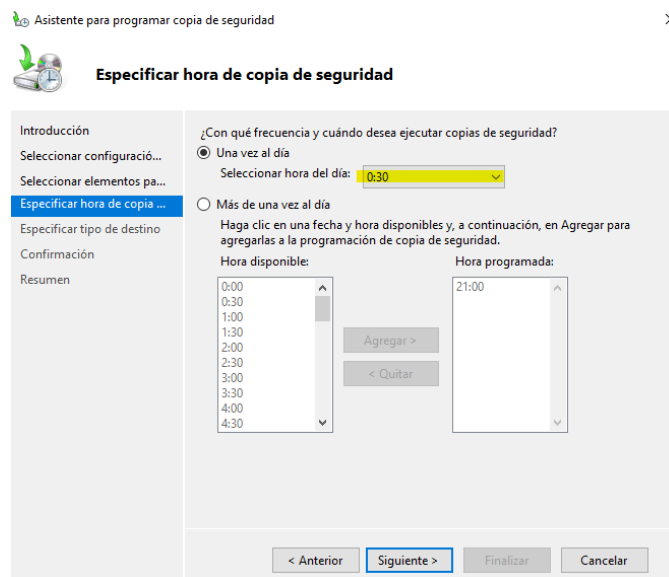 Asistente para programar copia de seguridad
Especificar hora de copia de seguridad
Introducción
Seleccionar configuració...
Seleccionar elementos pa...
Especificar hora de copia ...
Especificar tipo de destino
Confirmación
Resumen
¿Con qué frecuencia y cuándo desea ejecutar copias de seguridad?
Una vez al día
Seleccionar hora del día: 0:30
Más de una vez al día
Haga clic en una fecha y hora disponibles y, a continuación, en Agregar para
agregarlas a la programación de copia de seguridad.
Hora disponible:
0:00
0:30
1:00
1:30
2:00
2:30
3:00
3:30
4:00
4:30
Agregar >
< Quitar
Hora programada:
21:00
< Anterior
Siguiente >
Finalizar
Cancelar